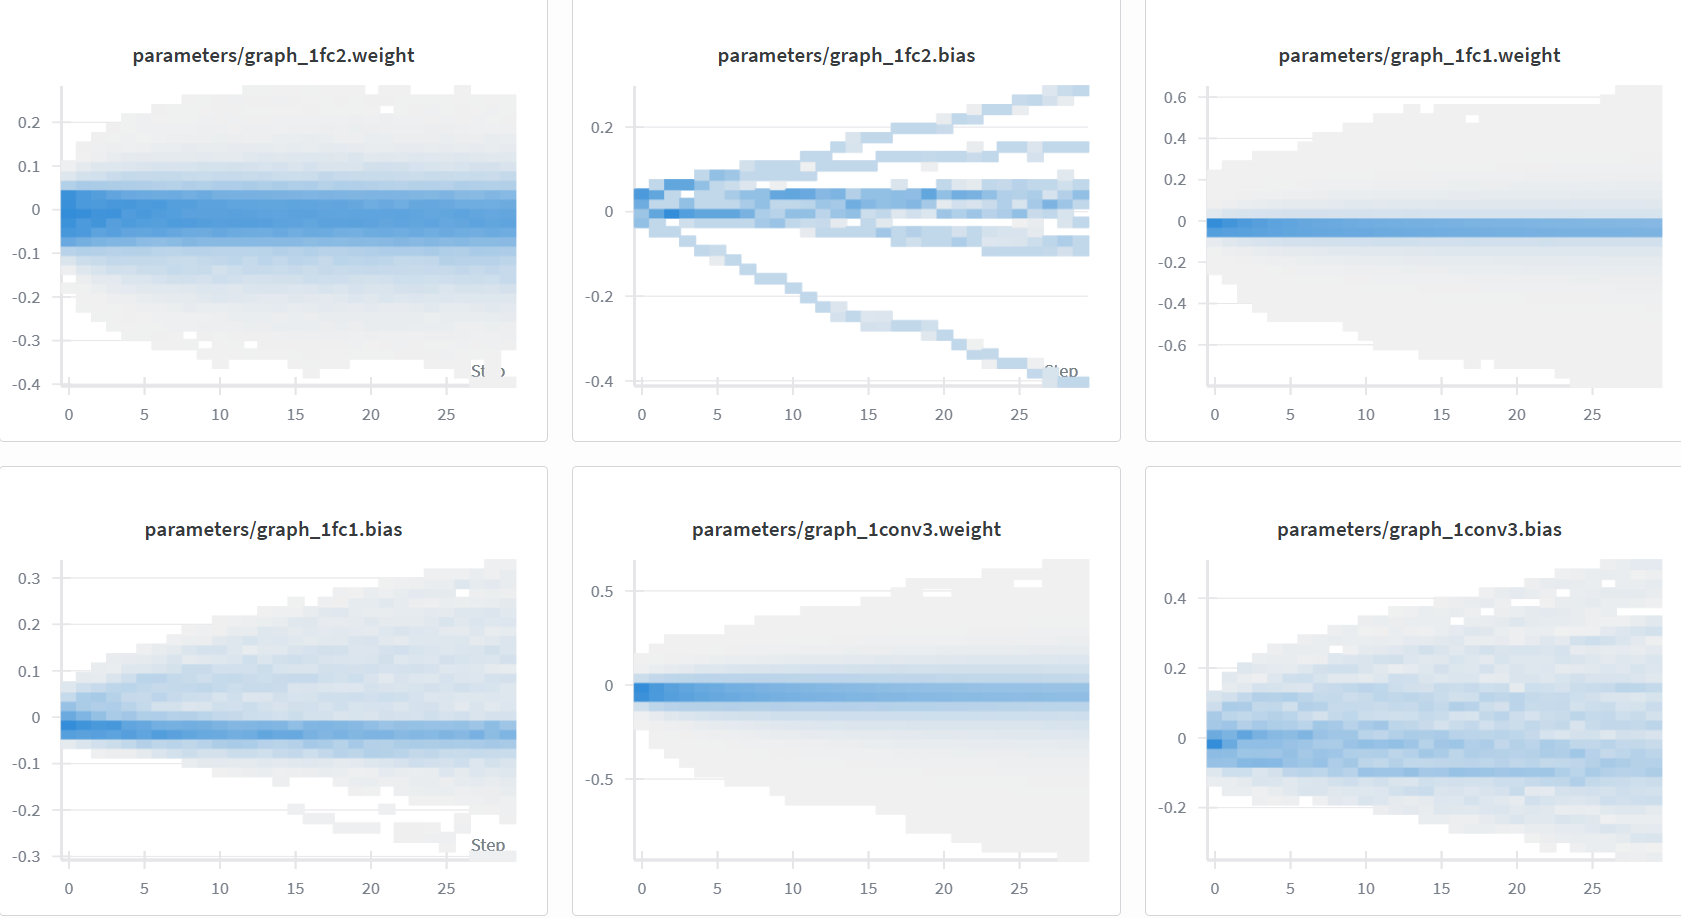 parameters/graph_1fc2.weight
0.2
0.1
0
-0.1
-0.2
-0.3
-0.4
0 5 10 15 20 25
parameters/graph_1fc2.bias
0.2
0
-0.2
-0.4
Step
0 5 10 15 20 25
parameters/graph_1fc1.weight
0.6
0.4
0.2
0
-0.2
-0.4
-0.6
0 5 10 15 20 25
parameters/graph_1fc1.bias
0.3
0.2
0.1
0
-0.1
-0.2
-0.3
Step
0 5 10 15 20 25
parameters/graph_1conv3.weight
0.5
0
-0.5
0 5 10 15 20 25
parameters/graph_1conv3.bias
0.4
0.2
0
-0.2
0 5 10 15 20 25